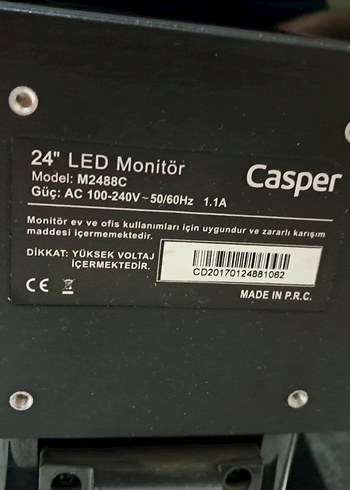 24" LED Monitör
Casper
Model: M2488C
Güç: AC 100-240V~50/60Hz 1.1A
Monitör ev ve ofis kullanımları için uygundur ve zararlı karışım
maddesi içermemektedir.
DİKKAT: YÜKSEK VOLTAJ
İÇERMEKTEDİR.
CD20170124881062
CE
MADE IN P.R.C.